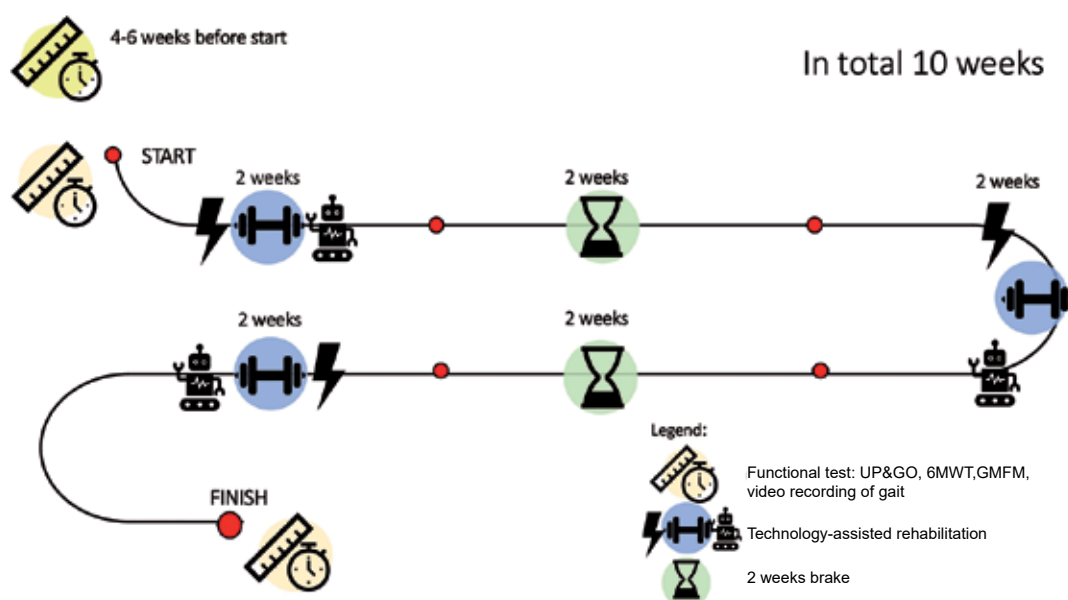 4-6 weeks before start
In total 10 weeks
START
2 weeks
2 weeks
2 weeks
2 weeks
2 weeks
Legend:
Functional test: UP&GO, 6MWT,GMFM,
video recording of gait
FINISH
Technology-assisted rehabilitation
2 weeks brake